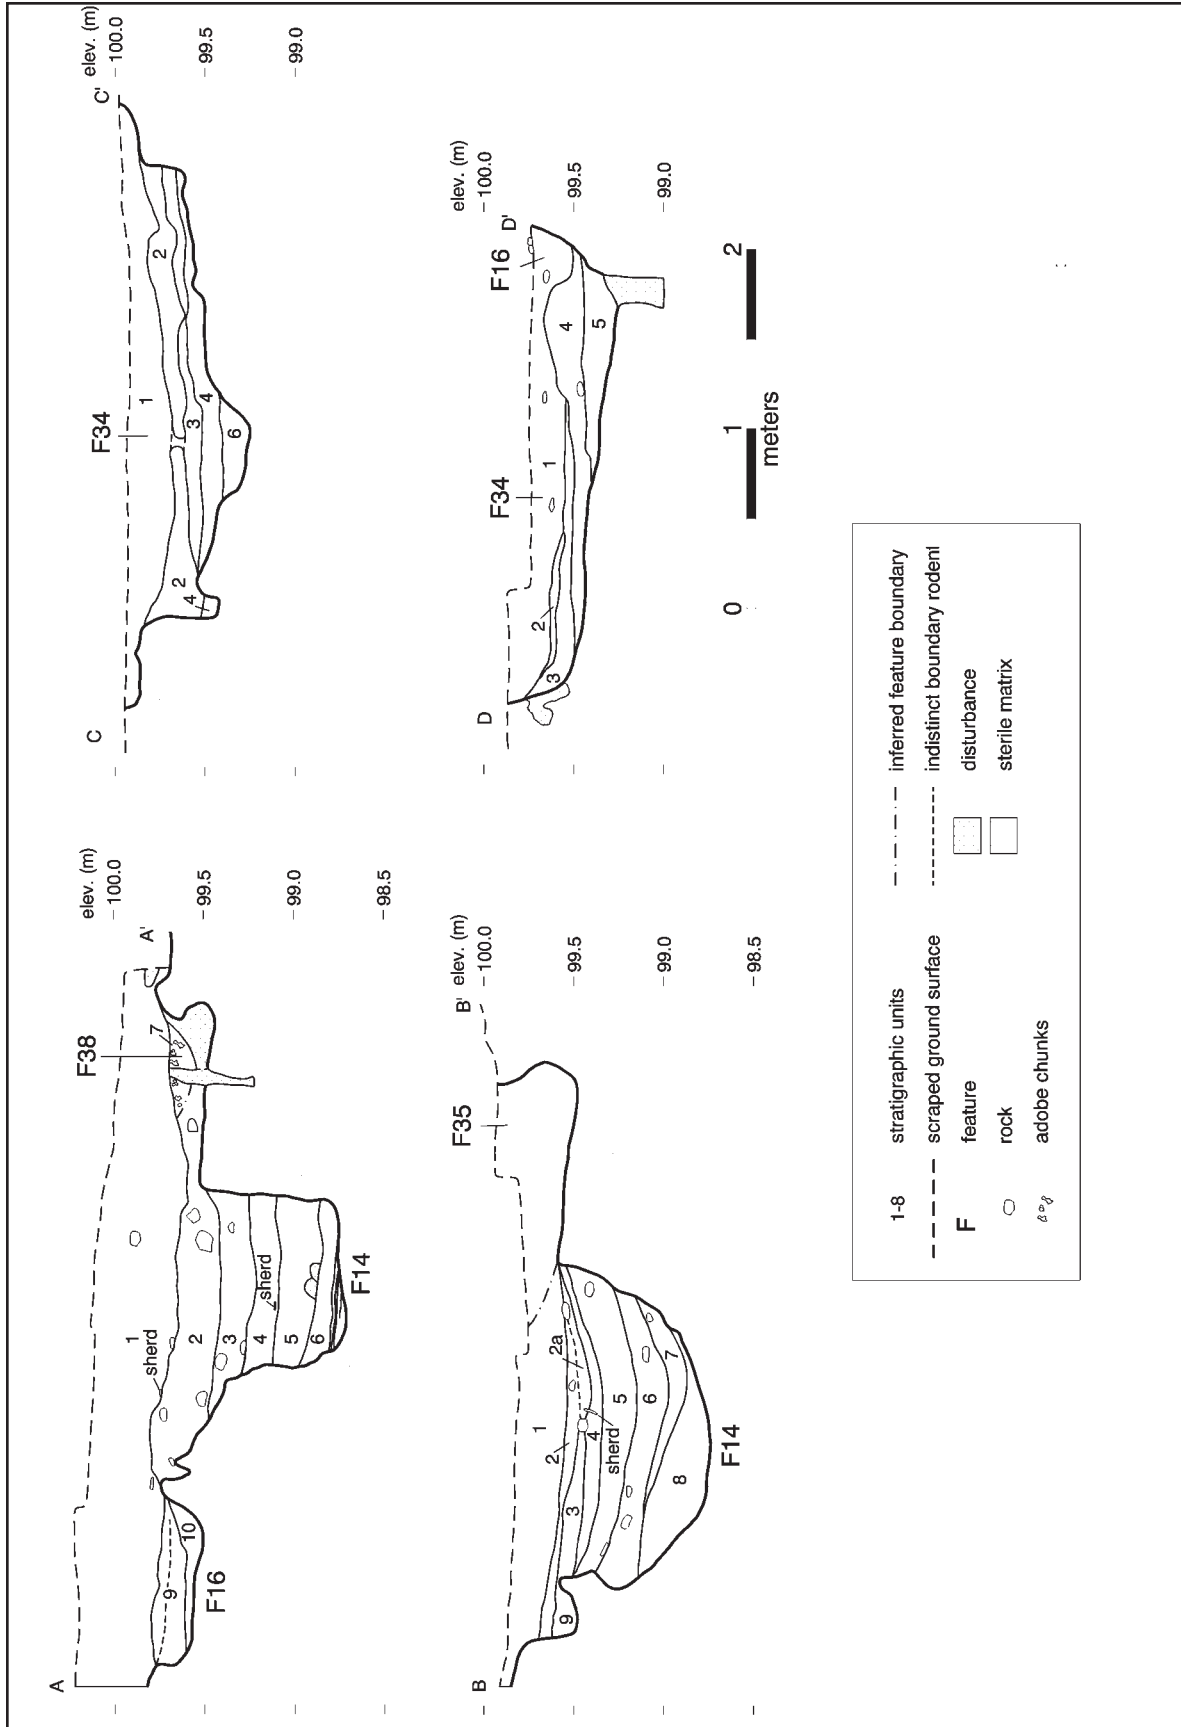 A
A'
elev. (m)
100.0
99.5
99.0
98.5
F38
7
1
sherd
2
3
4
sherd
5
6
9
10
F16
F14
C
C'
elev. (m)
100.0
99.5
99.0
F34
1
2
2
3
4
4
6
B
B'
elev. (m)
100.0
99.5
99.0
98.5
F35
1
2
2a
3
4
sherd
5
6
7
8
9
F14
D
D'
elev. (m)
100.0
99.5
99.0
F34
F16
1
2
3
4
5
0
1
2
meters
1-8 stratigraphic units
scraped ground surface
F feature
rock
adobe chunks
inferred feature boundary
indistinct boundary rodent
disturbance
sterile matrix